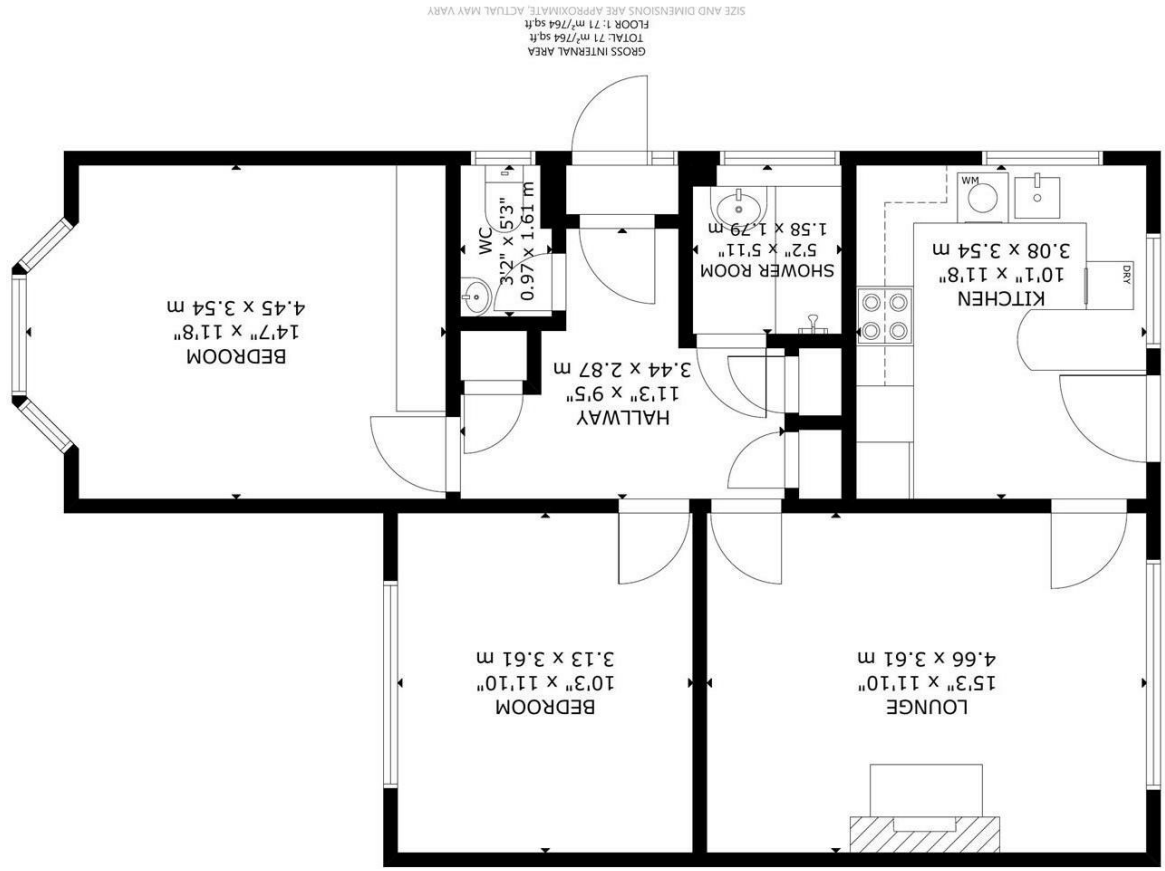 LOUNGE
15'3" x 11'10"
4.66 x 3.61 m
BEDROOM
10'3" x 11'10"
3.13 x 3.61 m
KITCHEN
10'1" x 11'8"
3.08 x 3.54 m
DRY
WM
HALLWAY
11'3" x 9'5"
3.44 x 2.87 m
BEDROOM
14'7" x 11'8"
4.45 x 3.54 m
SHOWER ROOM
5'2" x 5'11"
1.58 x 1.79 m
WC
3'2" x 5'3"
0.97 x 1.61 m
GROSS INTERNAL AREA
TOTAL: 71 m²/764 sq.ft
FLOOR 1: 71 m²/764 sq.ft
SIZE AND DIMENSIONS ARE APPROXIMATE, ACTUAL MAY VARY